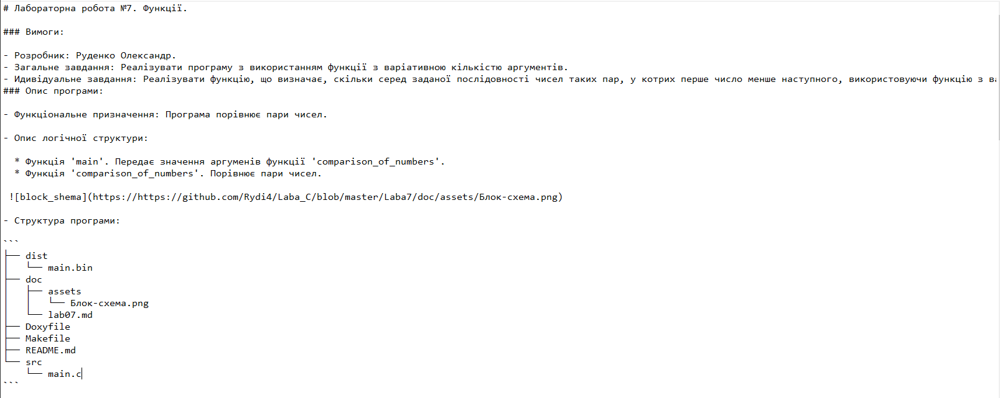 # Лабораторна робота №7. Функції.
### Вимоги:
- Розробник: Руденко Олександр.
- Загальне завдання: Реалізувати програму з використанням функції з варіативною кількістю аргументів.
- Идивідуальне завдання: Реалізувати функцію, що визначає, скільки серед заданої послідовності чисел таких пар, у котрих перше число менше наступного, використовуючи функцію з
### Опис програми:
- Функціональне призначення: Програма порівнює пари чисел.
- Опис логічної структури:
* Функція 'main'. Передає значення аргуменів функції 'comparison_of_numbers'.
* Функція 'comparison_of_numbers'. Порівнює пари чисел.
![block_shema](https://https://github.com/Rydi4/Laba_C/blob/master/Laba7/doc/assets/Блок-схема.png)
- Структура програми:
```
├── dist
│   └── main.bin
├── doc
│   ├── assets
│   │   └── Блок-схема.png
│   └── lab07.md
├── Doxyfile
├── Makefile
├── README.md
└── src
    └── main.c
```